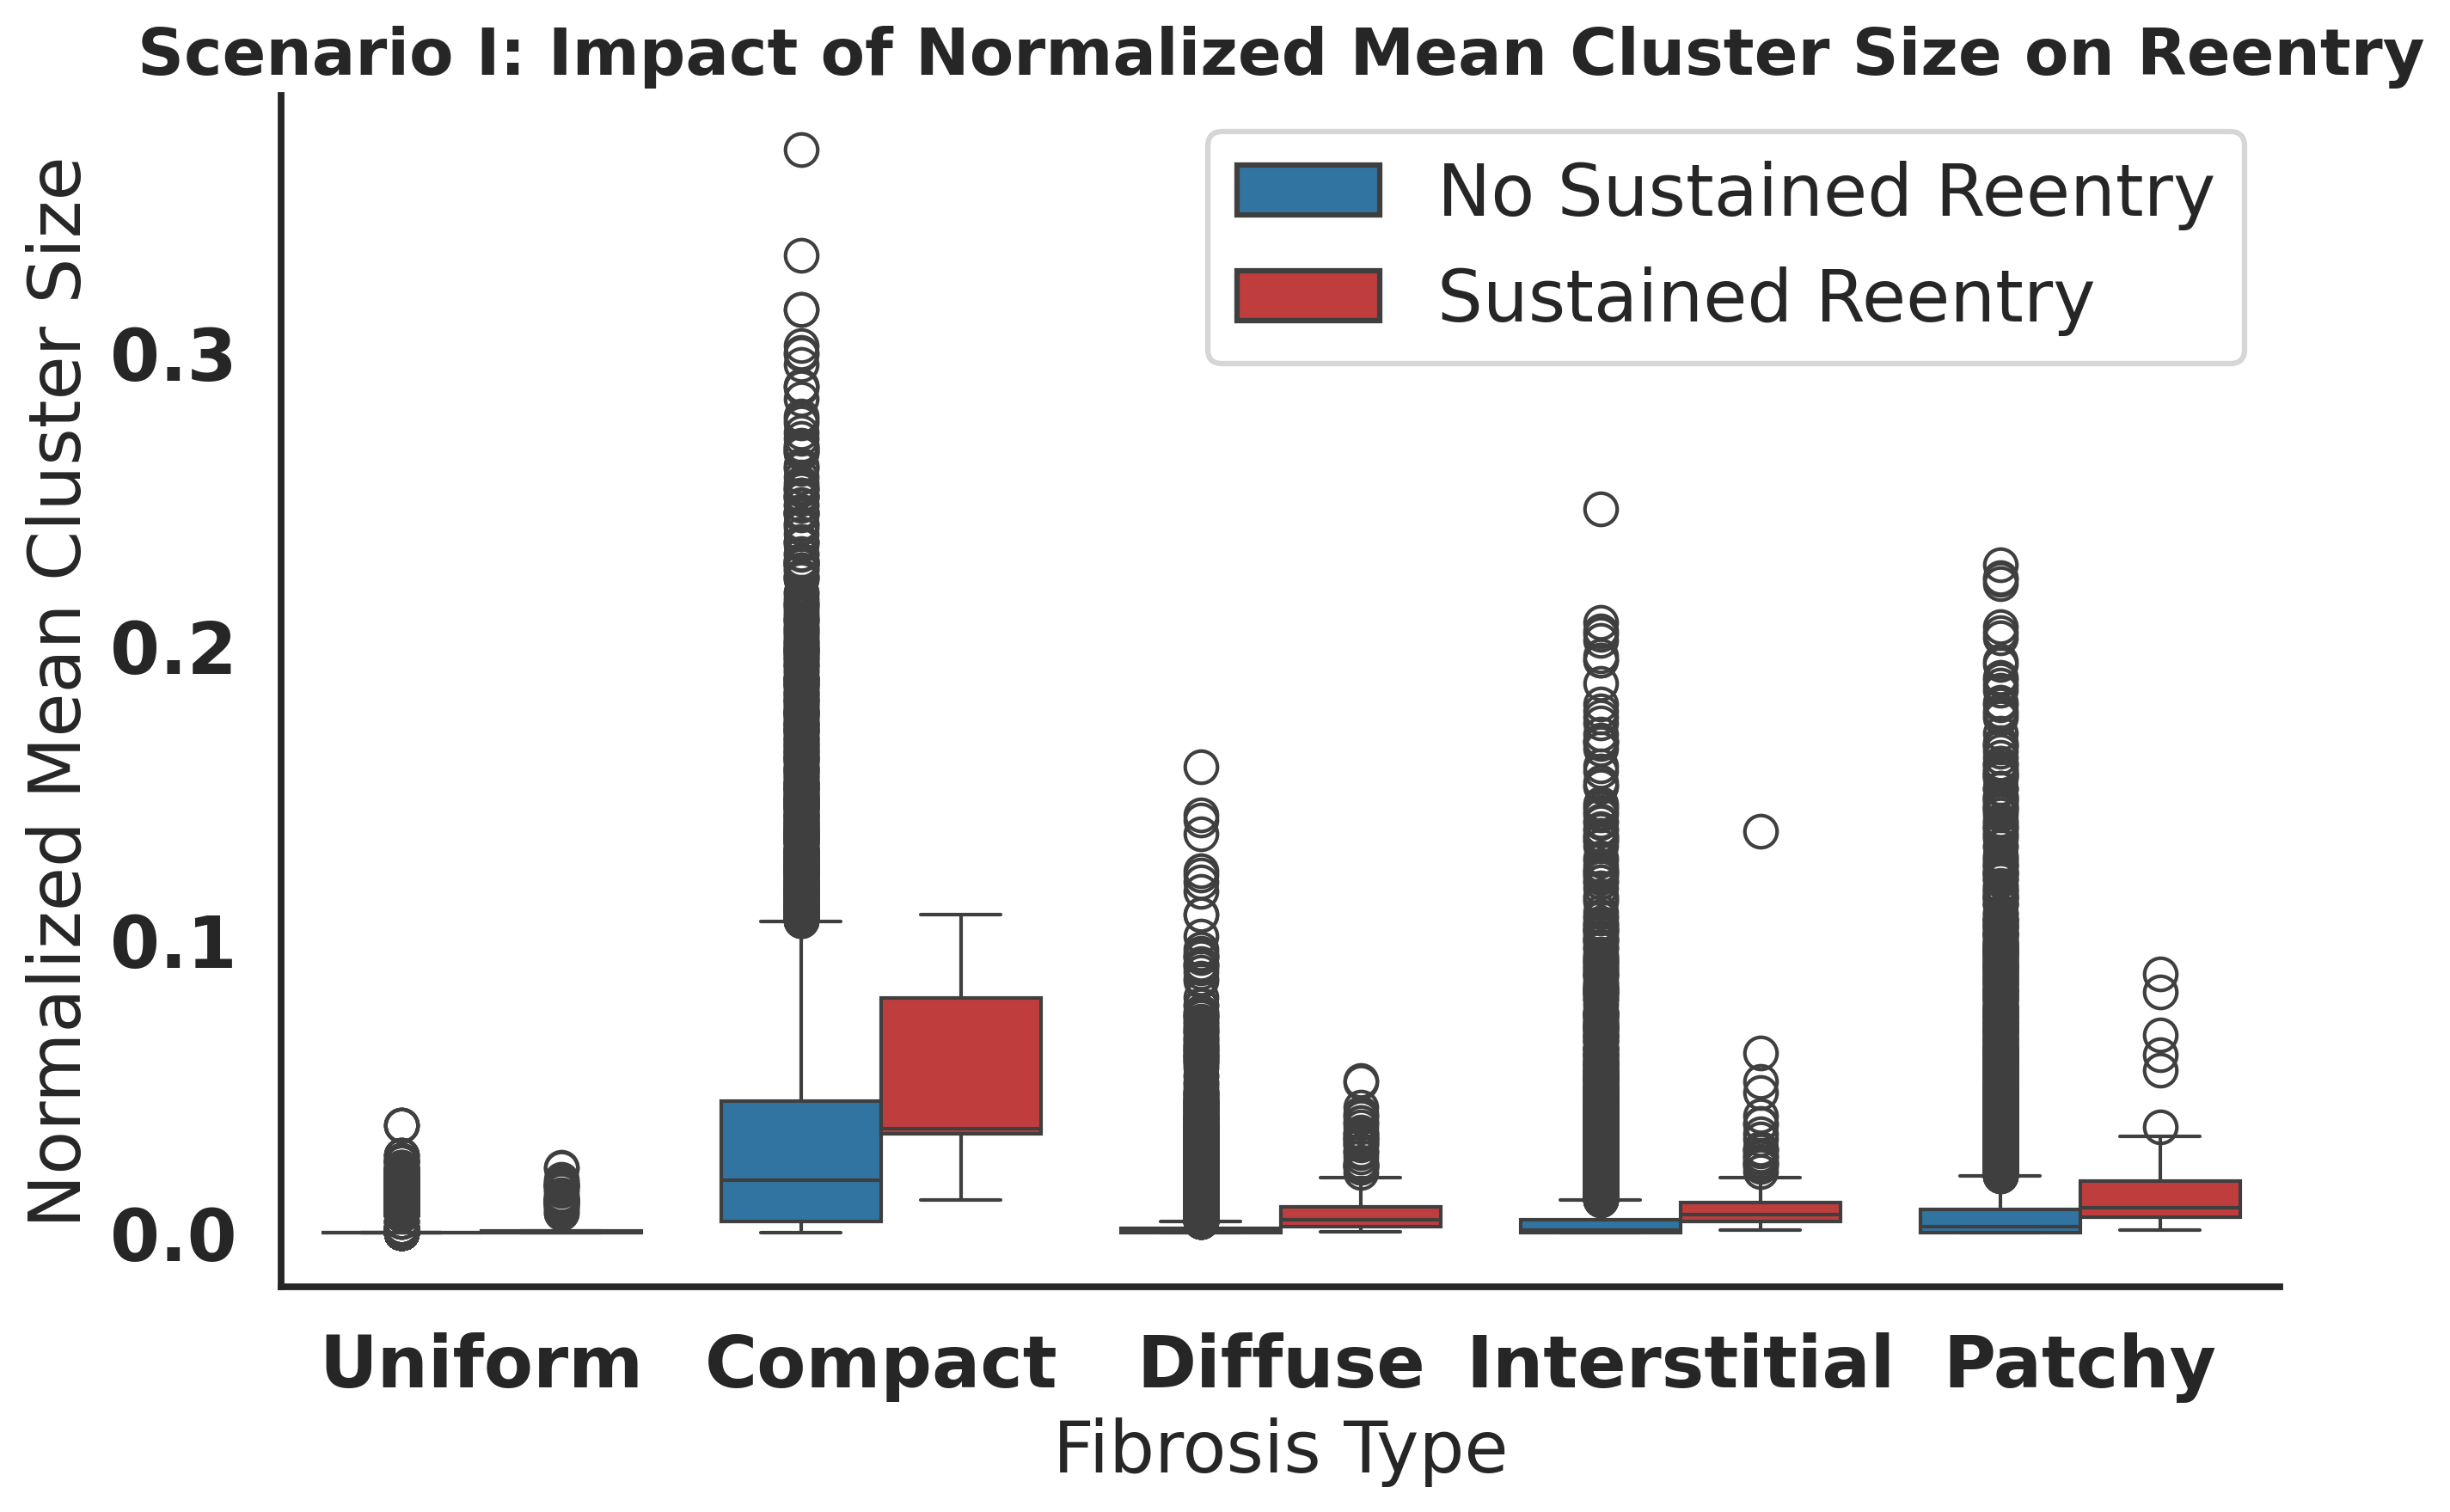 Scenario I: Impact of Normalized Mean Cluster Size on Reentry
No Sustained Reentry
Sustained Reentry
Normalized Mean Cluster Size
0.3
0.2
0.1
0.0
Uniform Compact Diffuse Interstitial Patchy
Fibrosis Type